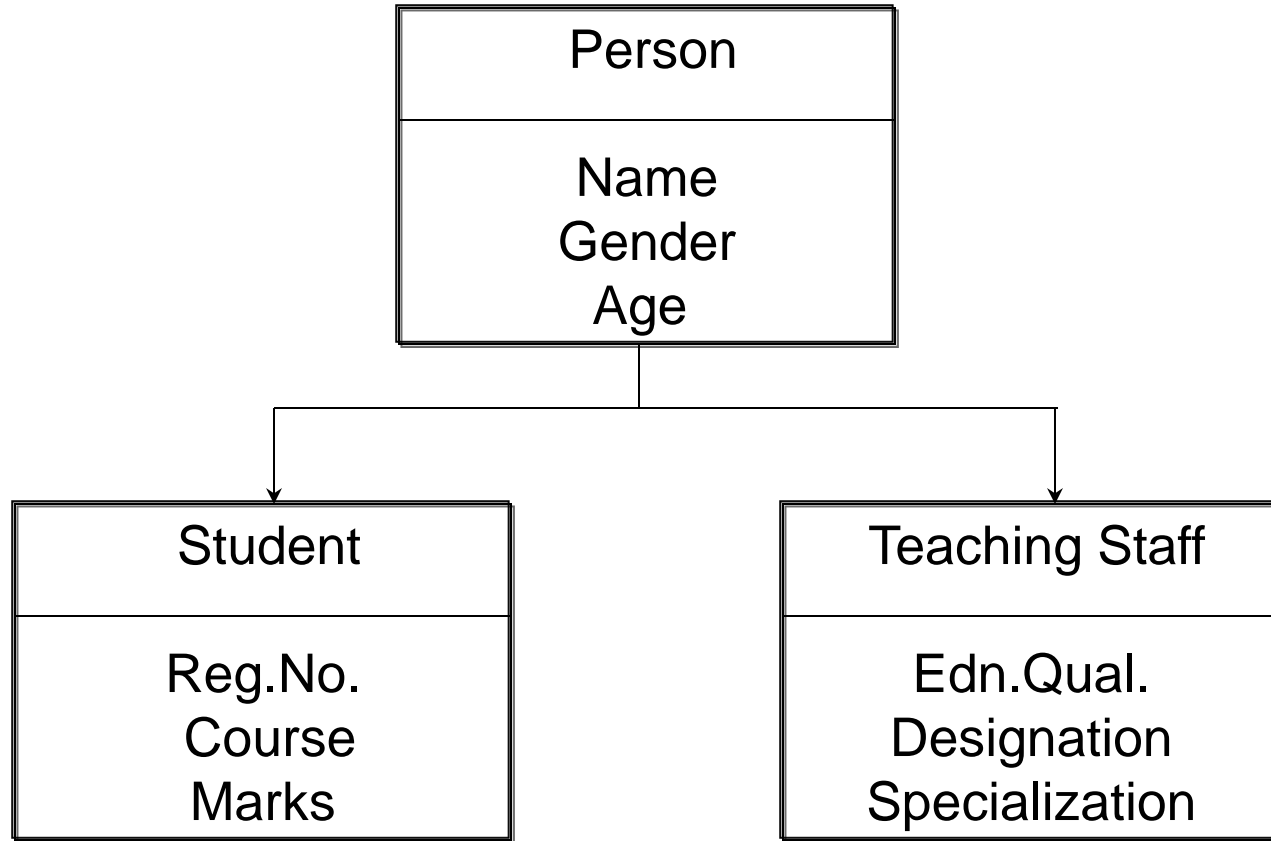 Person
Name
Gender
Age
Student
Reg.No.
Course
Marks
Teaching Staff
Edn.Qual.
Designation
Specialization